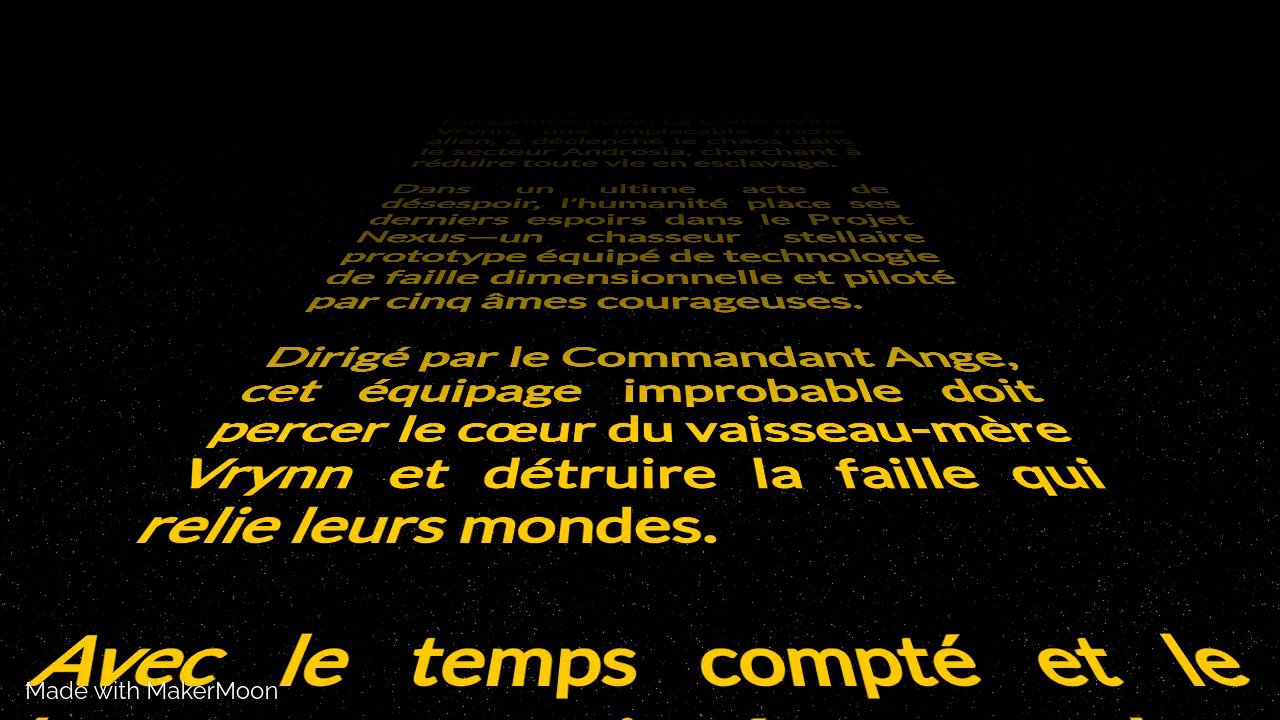 l'anéantissement. La Collectivité
Vrynn, une implacable ruche
alien, a déclenché le chaos dans
le secteur Androsia, cherchant à
réduire toute vie en esclavage.
Dans un ultime acte de
désespoir, l'humanité place ses
derniers espoirs dans le Projet
Nexus—un chasseur stellaire
prototype équipé de technologie
de faille dimensionnelle et piloté
par cinq âmes courageuses.
Dirigé par le Commandant Ange,
cet équipage improbable doit
percer le cœur du vaisseau-mère
Vrynn et détruire la faille qui
relie leurs mondes.
Avec le temps compté et le
Made with MakerMoon